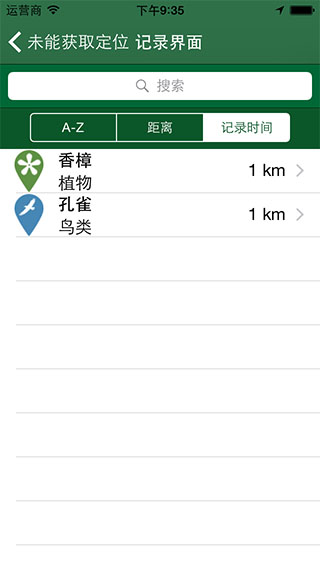 运营商 下午9:35
未能获取定位 记录界面
搜索
A-Z 距离 记录时间
香樟 1 km
植物
孔雀 1 km
鸟类